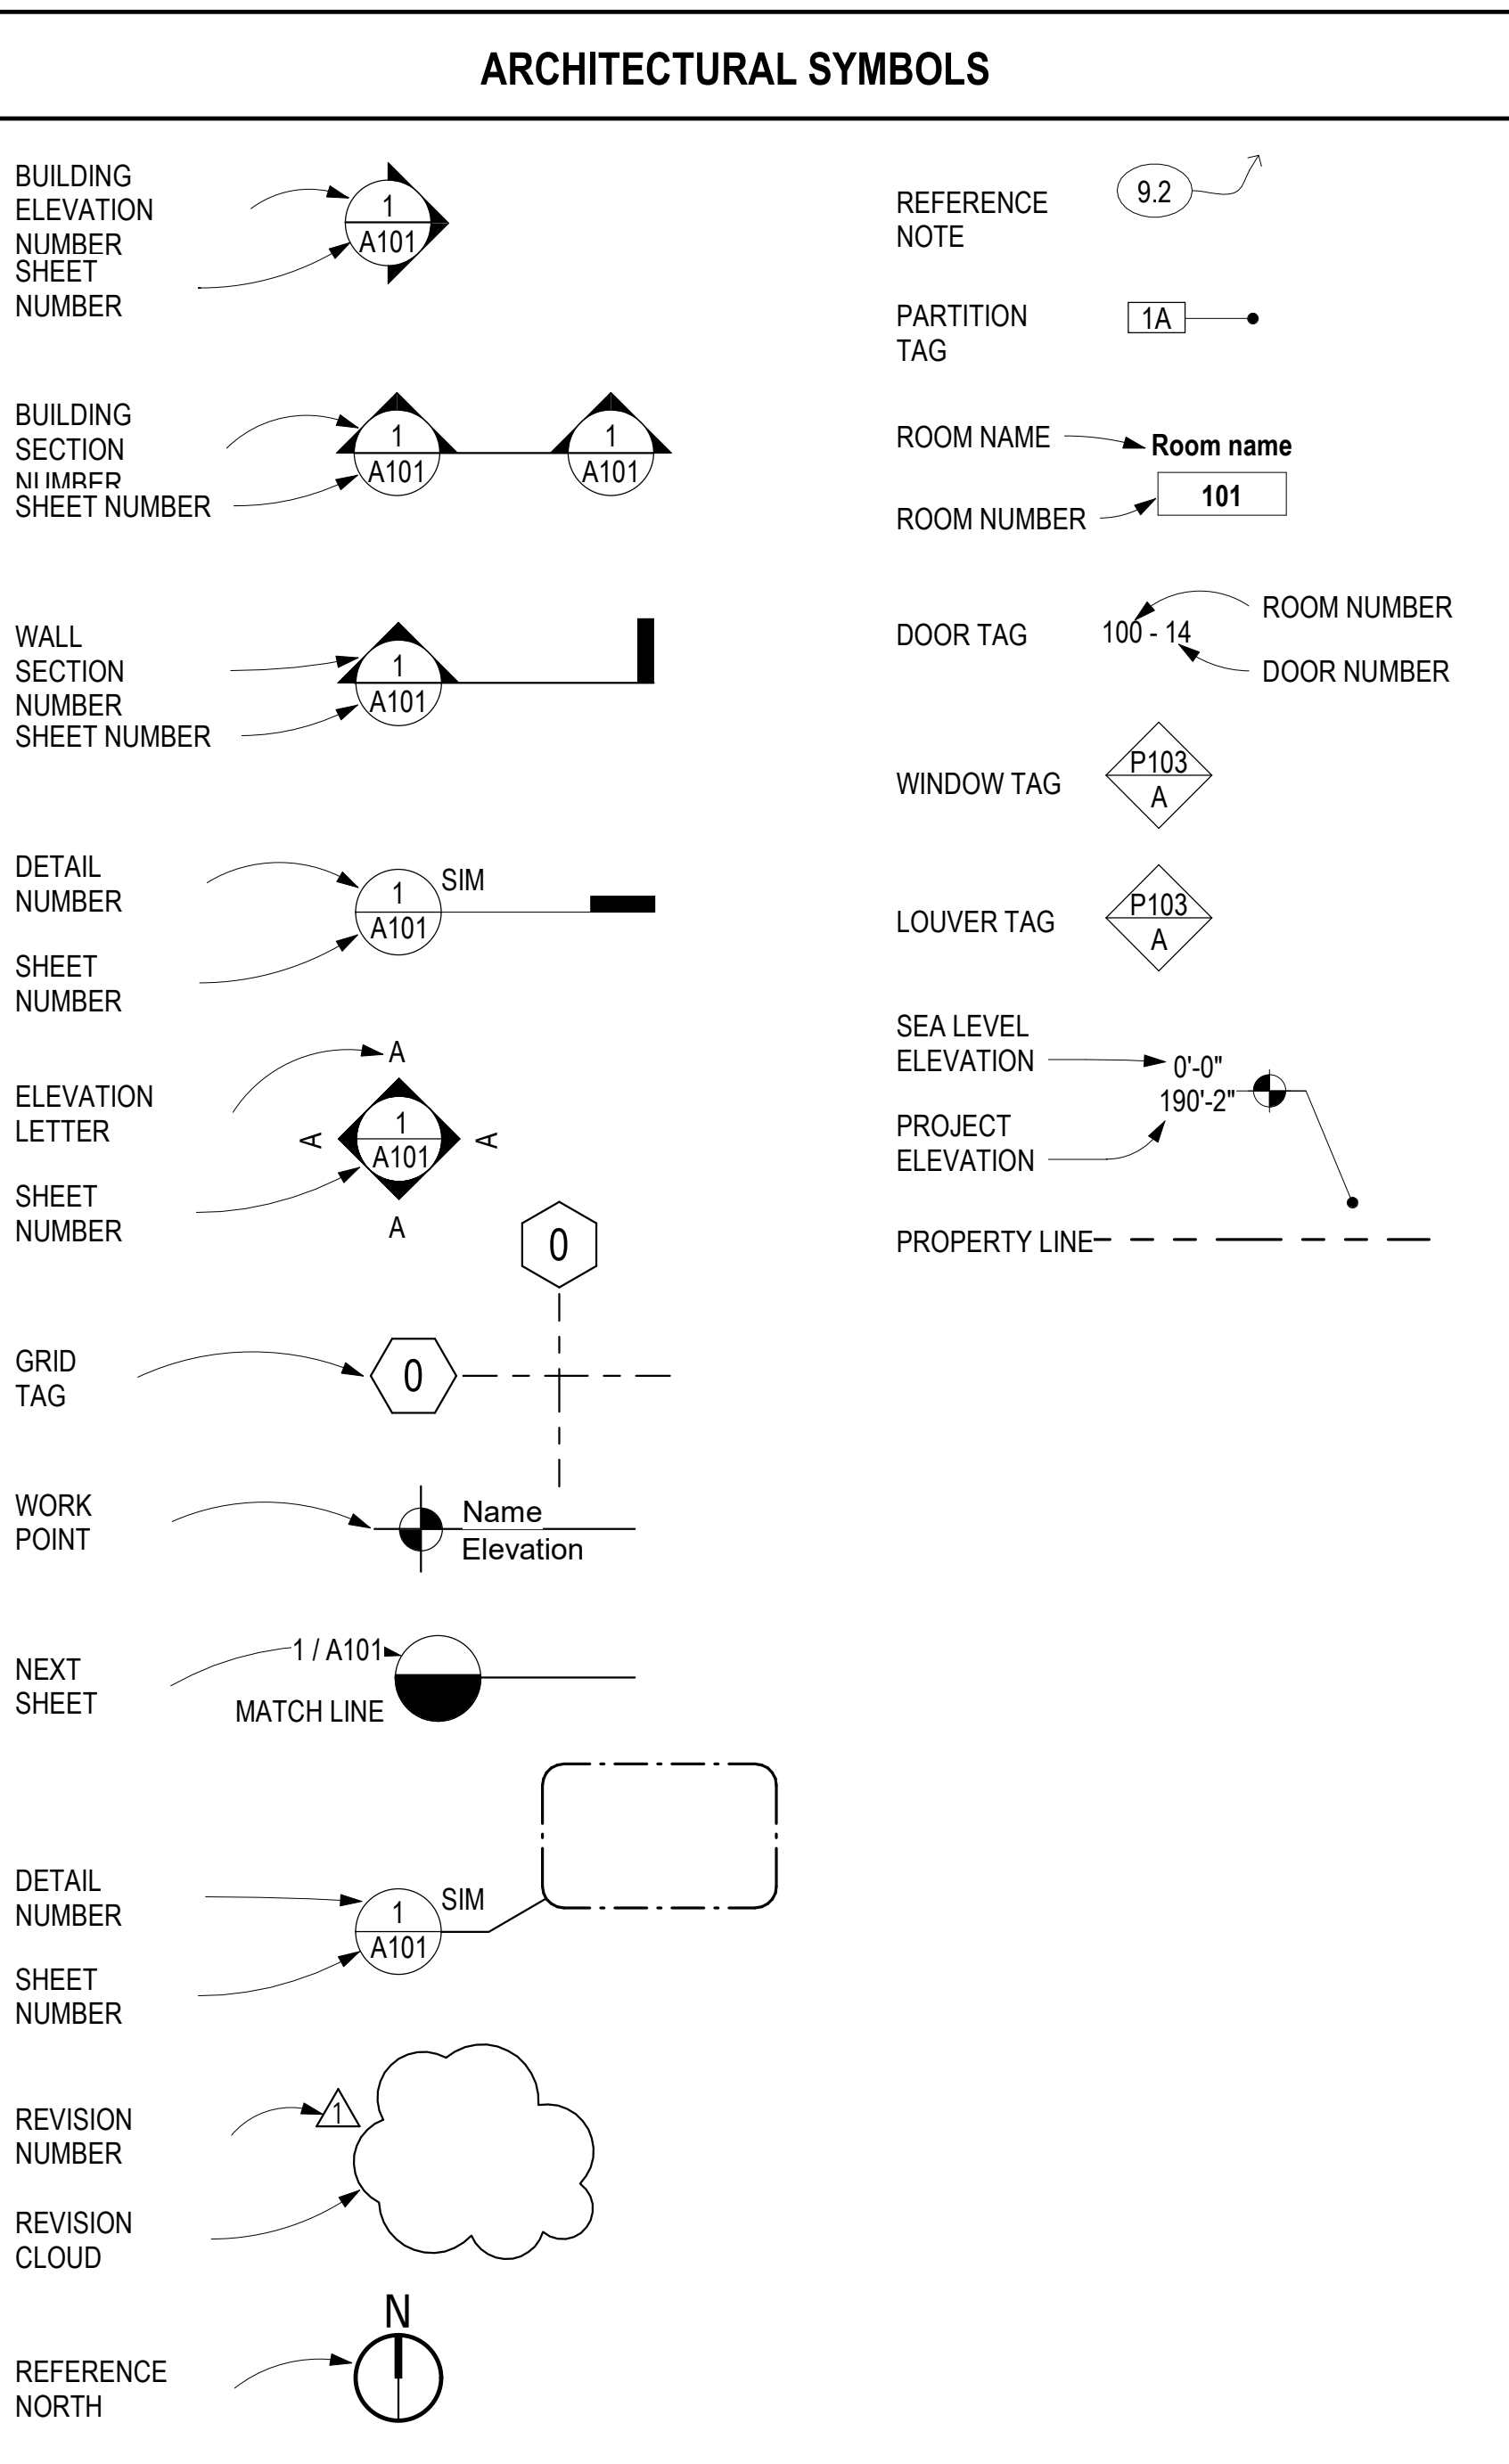 ARCHITECTURAL SYMBOLS
BUILDING
ELEVATION
NUMBER
SHEET
NUMBER
1
A101
BUILDING
SECTION
NUMBER
SHEET NUMBER
1
A101
1
A101
WALL
SECTION
NUMBER
SHEET NUMBER
1
A101
DETAIL
NUMBER
SHEET
NUMBER
1
A101
SIM
ELEVATION
LETTER
SHEET
NUMBER
A
A
1
A101
A
A
0
GRID
TAG
0
WORK
POINT
Name
Elevation
NEXT
SHEET
1 / A101
MATCH LINE
DETAIL
NUMBER
SHEET
NUMBER
1
A101
SIM
REVISION
NUMBER
1
REVISION
CLOUD
REFERENCE
NORTH
N
REFERENCE
NOTE
9.2
PARTITION
TAG
1A
ROOM NAME
Room name
ROOM NUMBER
101
DOOR TAG
100 - 14
ROOM NUMBER
DOOR NUMBER
WINDOW TAG
P103
A
LOUVER TAG
P103
A
SEA LEVEL
ELEVATION
0'-0"
190'-2"
PROJECT
ELEVATION
PROPERTY LINE